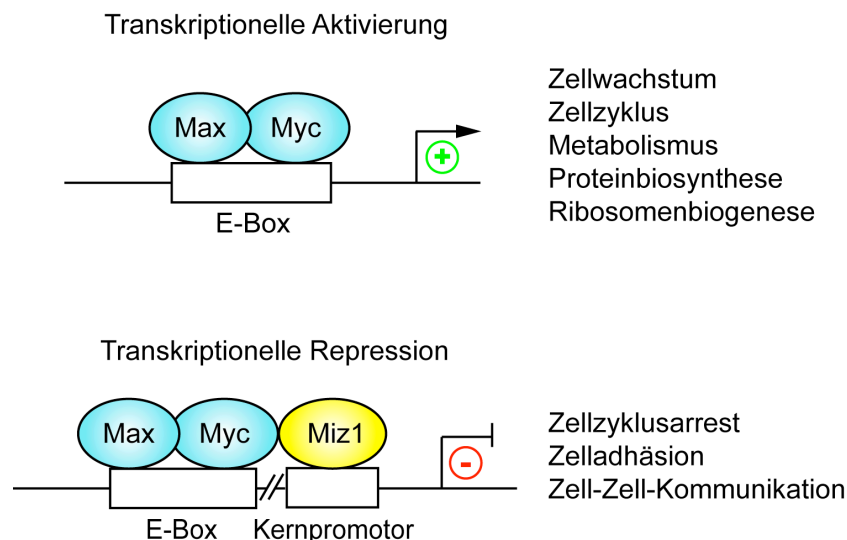 Transkriptionelle Aktivierung
Max Myc
+
E-Box
Zellwachstum
Zellzyklus
Metabolismus
Proteinbiosynthese
Ribosomenbiogenese
Transkriptionelle Repression
Max Myc Miz1
-
E-Box Kernpromotor
Zellzyklusarrest
Zelladhäsion
Zell-Zell-Kommunikation